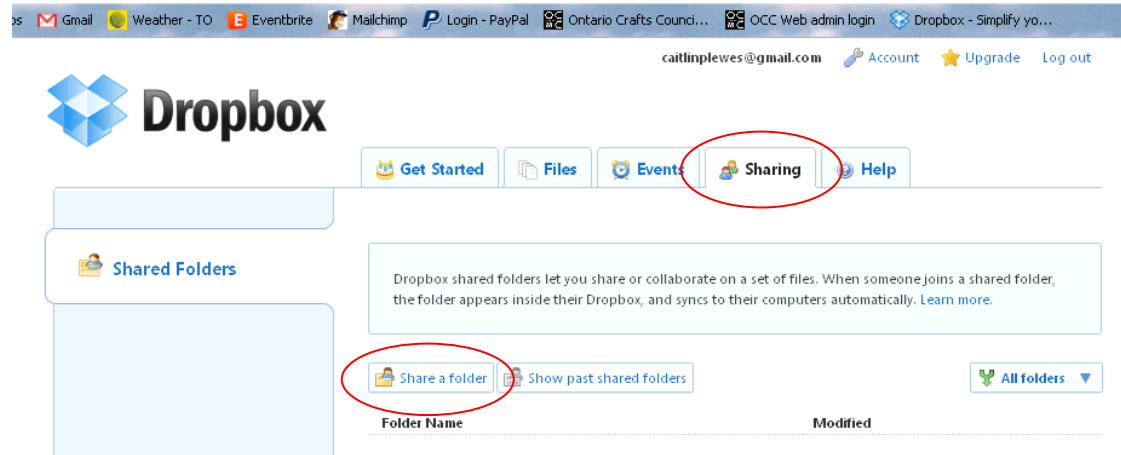 Gmail Weather - TO Eventbrite Mailchimp Login - PayPal Ontario Crafts Counci... OCC Web admin login Dropbox - Simplify yo...
caitlinplewes@gmail.com Account Upgrade Log out
Dropbox
Get Started Files Events Sharing Help
Shared Folders
Dropbox shared folders let you share or collaborate on a set of files. When someone joins a shared folder,
the folder appears inside their Dropbox, and syncs to their computers automatically. Learn more.
Share a folder Show past shared folders All folders
Folder Name Modified